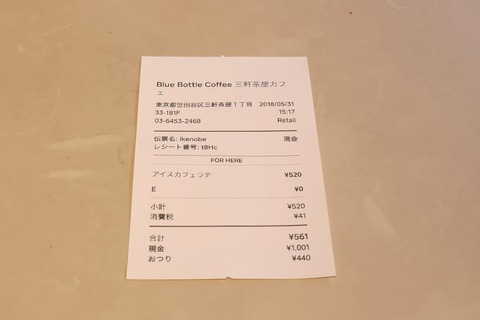 Blue Bottle Coffee 三軒茶屋カフ
ェ
東京都世田谷区三軒茶屋1丁目 2018/05/31
33-181F 15:17
03-6453-2468 Retail
伝票名: Ikenobe 現金
レシート番号: t8Hc
FOR HERE
アイスカフェラテ ¥520
E ¥0
小計 ¥520
消費税 ¥41
合計 ¥561
現金 ¥1,001
おつり ¥440